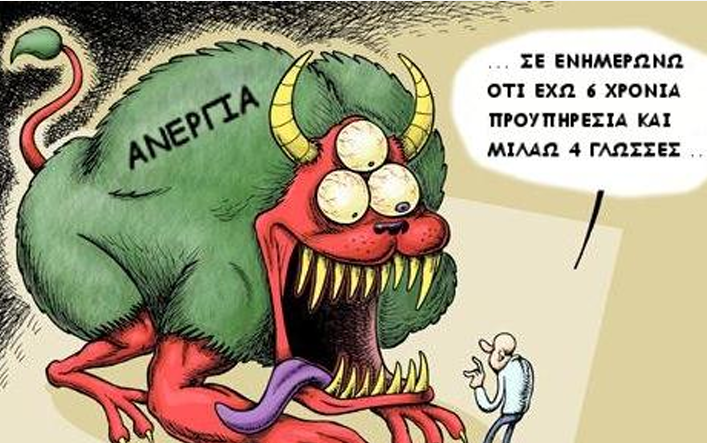 ΑΝΕΡΓΙΑ
... ΣΕ ΕΝΗΜΕΡΩΝΩ
ΟΤΙ ΕΧΩ 6 ΧΡΟΝΙΑ
ΠΡΟΥΠΗΡΕΣΙΑ ΚΑΙ
ΜΙΛΑΩ 4 ΓΛΩΣΣΕΣ ...